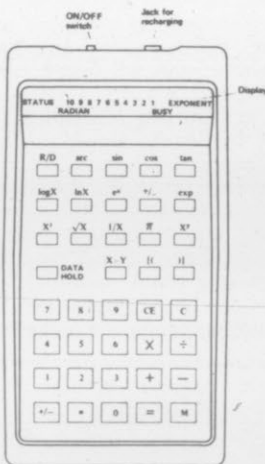 ON/OFF switch
Jack for recharging
Display
STATUS 10 9 8 7 6 5 4 3 2 1 EXPONENT
RADIAN BUSY
R/D arc sin cos tan
logX lnX eˣ +/− exp
X² √X 1/X π Xʸ
DATA HOLD X-Y [( )]
7 8 9 CE C
4 5 6 X ÷
1 2 3 + −
+/− • 0 = M